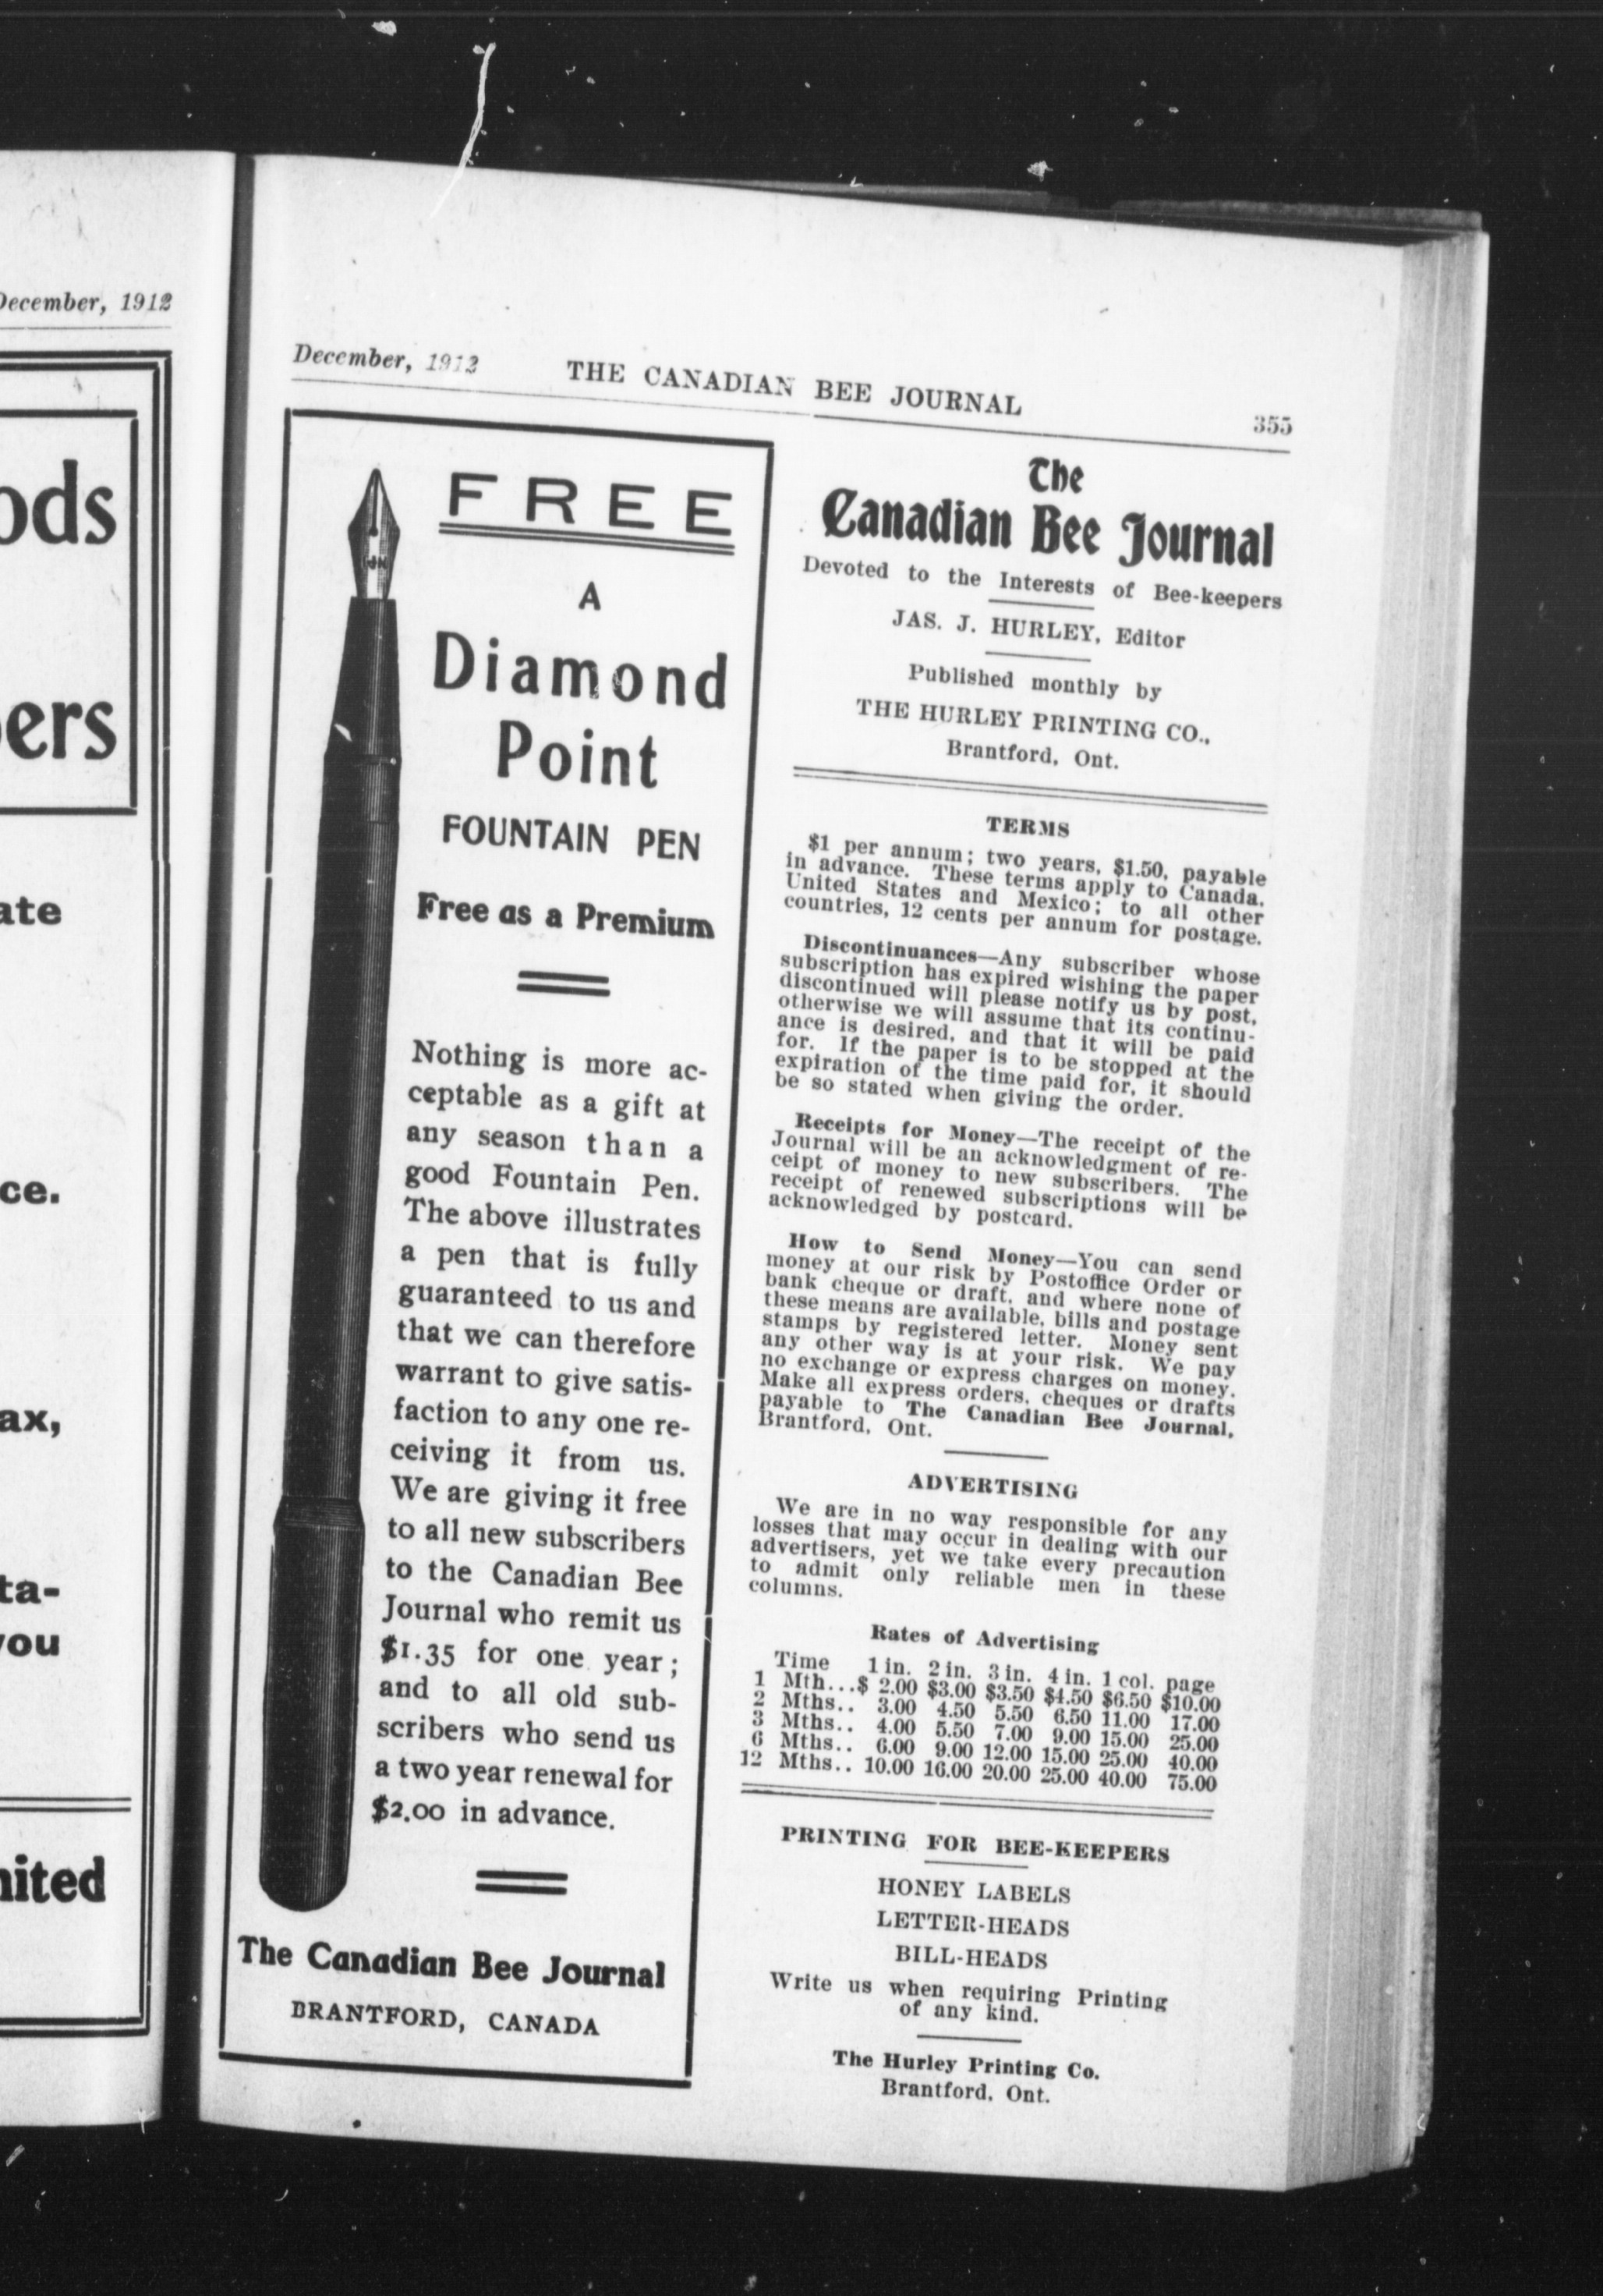 December, 1912
ods
ers
ate
ce.
ax,
ta-
you
ited
December, 1912 THE CANADIAN BEE JOURNAL 355
FREE
A
Diamond
Point
FOUNTAIN PEN
Free as a Premium
Nothing is more ac-
ceptable as a gift at
any season than a
good Fountain Pen.
The above illustrates
a pen that is fully
guaranteed to us and
that we can therefore
warrant to give satis-
faction to any one re-
ceiving it from us.
We are giving it free
to all new subscribers
to the Canadian Bee
Journal who remit us
$1.35 for one year;
and to all old sub-
scribers who send us
a two year renewal for
$2.00 in advance.
The Canadian Bee Journal
BRANTFORD, CANADA
The
Canadian Bee Journal
Devoted to the Interests of Bee-keepers
JAS. J. HURLEY, Editor
Published monthly by
THE HURLEY PRINTING CO.,
Brantford, Ont.
TERMS
$1 per annum; two years, $1.50, payable
in advance. These terms apply to Canada,
United States and Mexico; to all other
countries, 12 cents per annum for postage.
Discontinuances—Any subscriber whose
subscription has expired wishing the paper
discontinued will please notify us by post,
otherwise we will assume that its continu-
ance is desired, and that it will be paid
for. If the paper is to be stopped at the
expiration of the time paid for, it should
be so stated when giving the order.
Receipts for Money—The receipt of the
Journal will be an acknowledgment of re-
ceipt of money to new subscribers. The
receipt of renewed subscriptions will be
acknowledged by postcard.
How to Send Money—You can send
money at our risk by Postoffice Order or
bank cheque or draft, and where none of
these means are available, bills and postage
stamps by registered letter. Money sent
any other way is at your risk. We pay
no exchange or express charges on money.
Make all express orders, cheques or drafts
payable to The Canadian Bee Journal,
Brantford, Ont.
ADVERTISING
We are in no way responsible for any
losses that may occur in dealing with our
advertisers, yet we take every precaution
to admit only reliable men in these
columns.
Rates of Advertising
Time 1 in. 2 in. 3 in. 4 in. 1 col. page
1 Mth...$ 2.00 $3.00 $3.50 $4.50 $6.50 $10.00
2 Mths.. 3.00 4.50 5.50 6.50 11.00 17.00
3 Mths.. 4.00 5.50 7.00 9.00 15.00 25.00
6 Mths.. 6.00 9.00 12.00 15.00 25.00 40.00
12 Mths.. 10.00 16.00 20.00 25.00 40.00 75.00
PRINTING FOR BEE-KEEPERS
HONEY LABELS
LETTER-HEADS
BILL-HEADS
Write us when requiring Printing
of any kind.
The Hurley Printing Co.
Brantford, Ont.